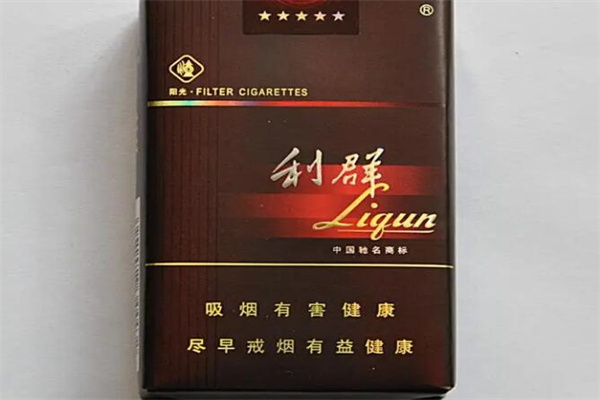 ®
阳光·FILTER CIGARETTES
利群
Liqun
中国驰名商标
吸烟有害健康
尽早戒烟有益健康